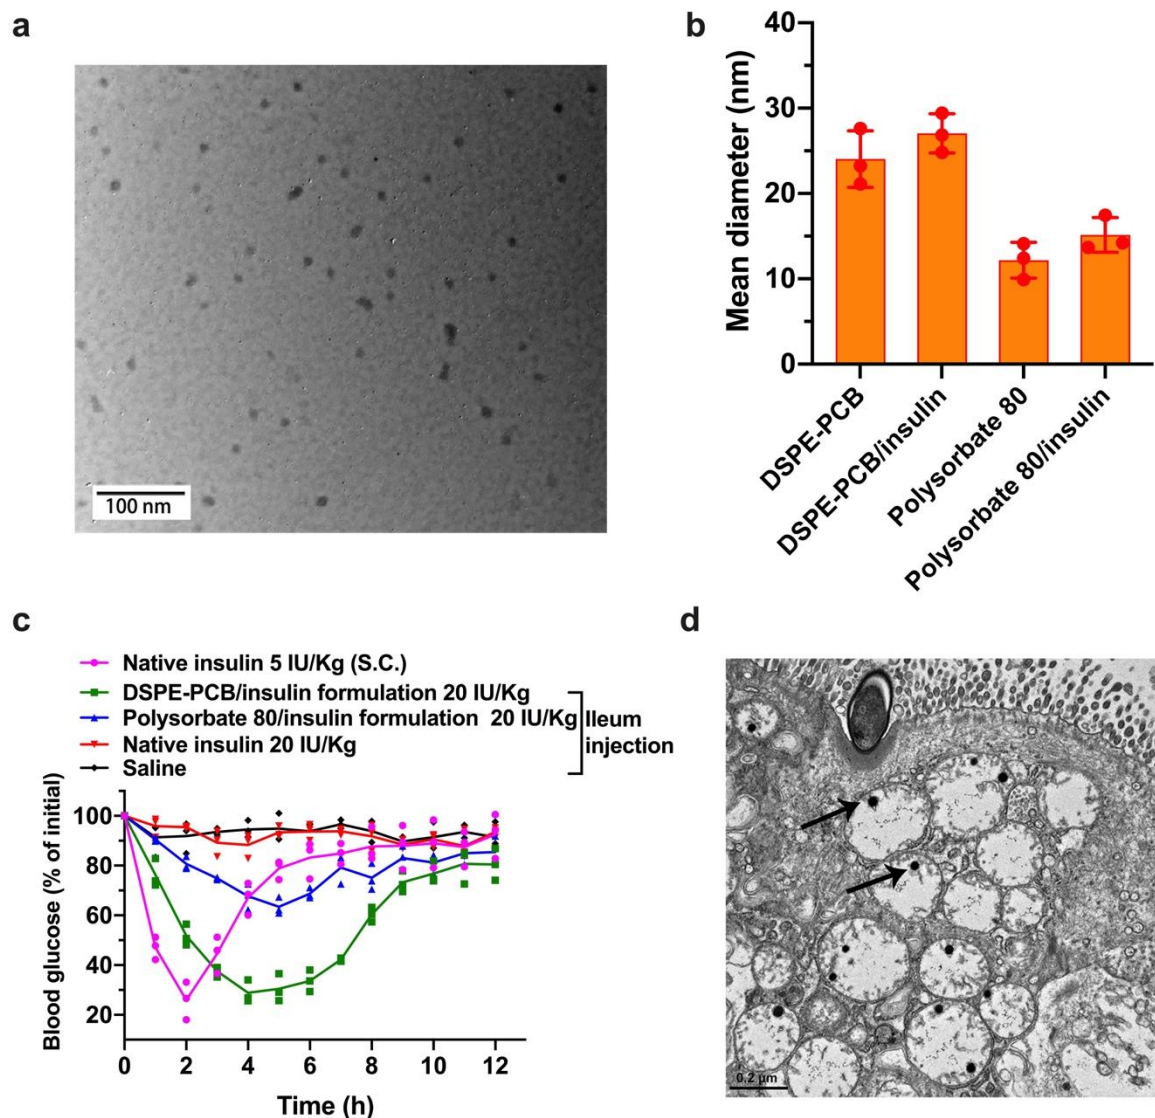 a
100 nm
b
Mean diameter (nm)
40
30
20
10
0
DSPE-PCB
DSPE-PCB/insulin
Polysorbate 80
Polysorbate 80/insulin
c
Native insulin 5 IU/Kg (S.C.)
DSPE-PCB/insulin formulation 20 IU/Kg
Polysorbate 80/insulin formulation 20 IU/Kg
Native insulin 20 IU/Kg
Saline
Ileum
injection
Blood glucose (% of initial)
100
80
60
40
20
0 2 4 6 8 10 12
Time (h)
d
0.2 μm